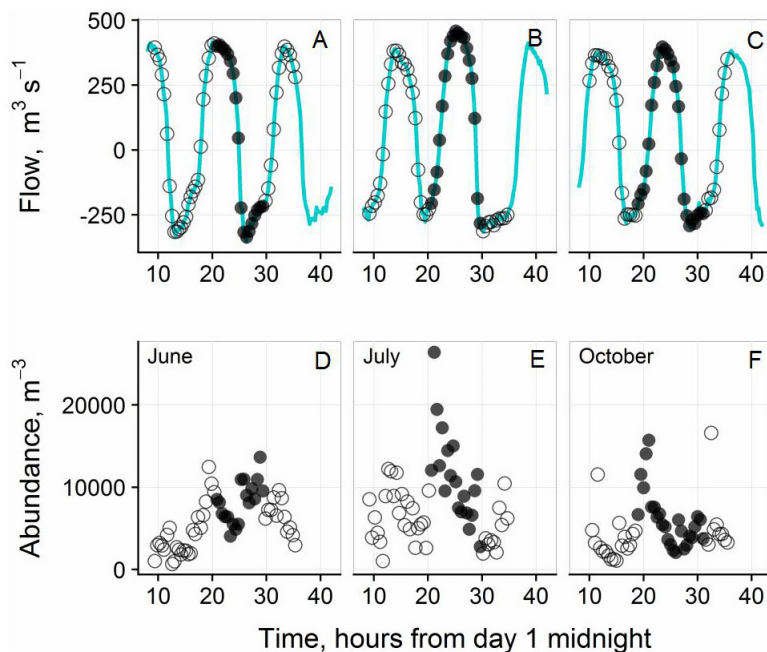 Flow, m³ s⁻¹
500
250
0
-250
A
B
C
10 20 30 40
10 20 30 40
10 20 30 40
Abundance, m⁻³
20000
10000
0
June D
July E
October F
10 20 30 40
10 20 30 40
10 20 30 40
Time, hours from day 1 midnight